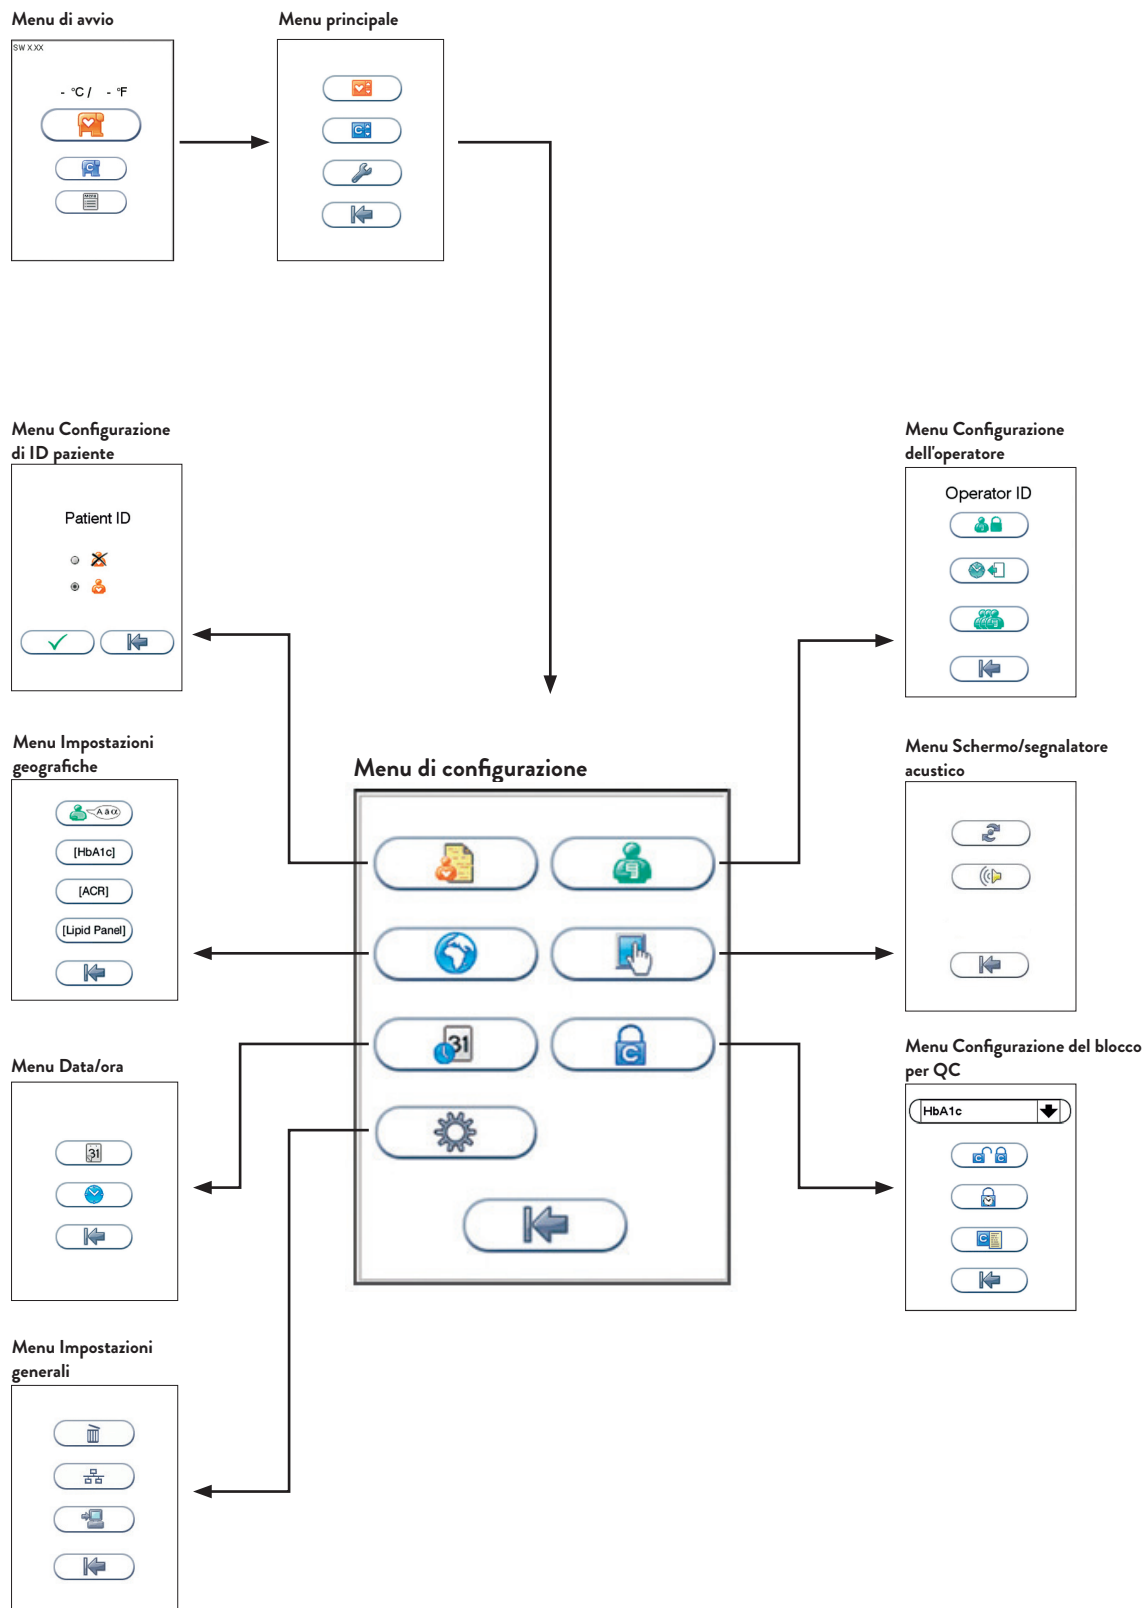 Menu di avvio
SW X.XX
- °C / - °F
MENU
Menu principale
C
Menu Configurazione
di ID paziente
Patient ID
Menu Configurazione
dell'operatore
Operator ID
Menu Impostazioni
geografiche
A ä α
[HbA1c]
[ACR]
[Lipid Panel]
Menu di configurazione
31
C
Menu Schermo/segnalatore
acustico
Menu Data/ora
31
Menu Configurazione del blocco
per QC
HbA1c
C C
C
Menu Impostazioni
generali